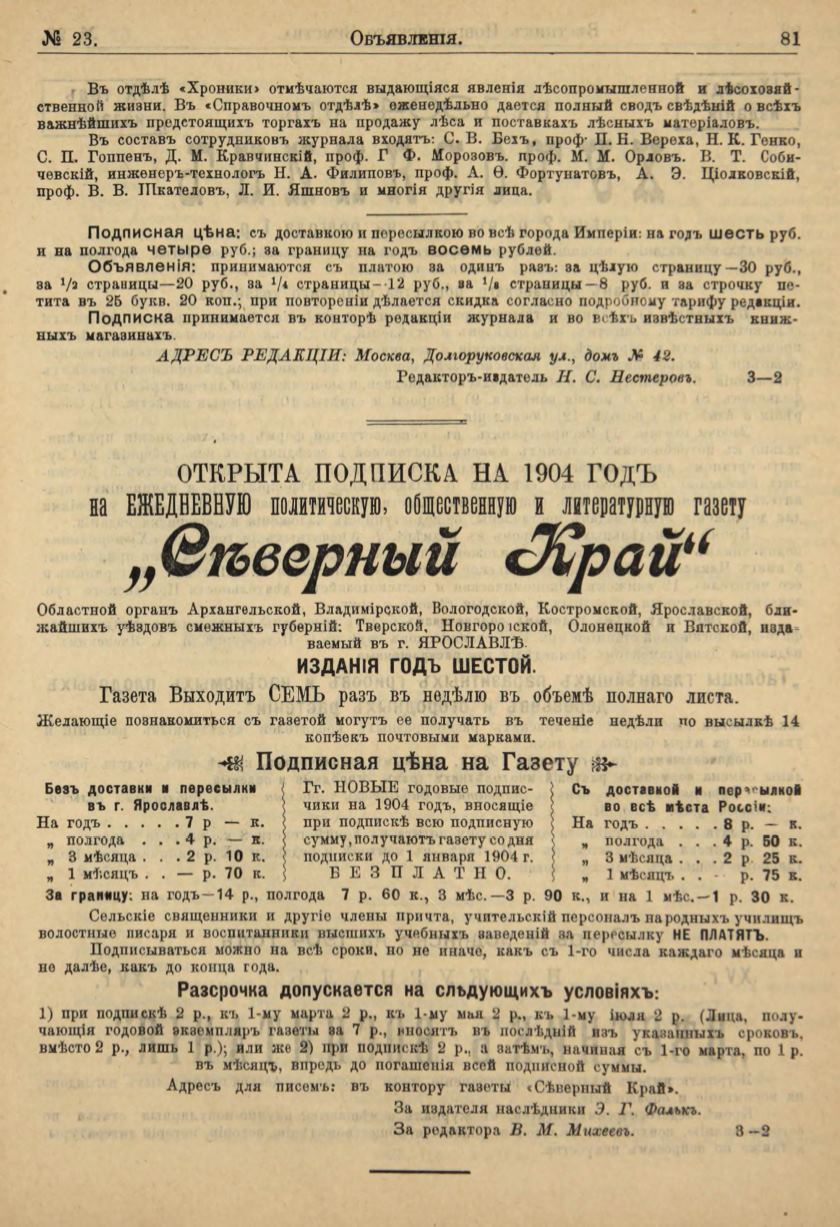 № 23.
Объявленія.
81
Въ отдѣлѣ «Хроники» отмѣчаются выдающіяся явленія лѣсопромышленной и лѣсохозяй-
ственной жизни. Въ «Справочномъ отдѣлѣ» еженедѣльно дается полный сводъ свѣдѣній о всѣхъ
важнѣйшихъ предстоящихъ торгахъ на продажу лѣса и поставкахъ лѣсныхъ матеріаловъ.
Въ составъ сотрудниковъ журнала входятъ: С. В. Бехъ, проф. П. Н. Вереха, Н. К. Генко,
С. П. Гоппенъ, Д. М. Кравчинскій, проф. Г Ф. Морозовъ. проф. М. М. Орловъ. В. Т. Соби-
чевскій, инженеръ-технологъ Н. А. Филиповъ, проф. А. Ѳ. Фортунатовъ, А. Э. Ціолковскій,
проф. В. В. Шкателовъ, Л. И. Яшновъ и многія другія лица.
Подписная цѣна: съ доставкою и пересылкою во всѣ города Имперіи: на годъ шесть руб.
и на полгода четыре руб.; за границу на годъ восемь рублей.
Объявленія: принимаются съ платою за одинъ разъ: за цѣлую страницу—30 руб.,
за 1/2 страницы—20 руб., за 1/4 страницы—12 руб., за 1/8 страницы—8 руб. и за строчку пе-
тита въ 25 букв. 20 коп.; при повтореніи дѣлается скидка согласно подробному тарифу редакціи.
Подписка принимается въ конторѣ редакціи журнала и во всѣхъ извѣстныхъ книж-
ныхъ магазинахъ.
АДРЕСЪ РЕДАКЦІИ: Москва, Долгоруковская ул., домъ № 42.
Редакторъ-издатель Н. С. Нестеровъ. 3—2
ОТКРЫТА ПОДПИСКА НА 1904 ГОДЪ
на ЕЖЕДНЕВНУЮ политическую, общественную и литературную газету
„Сѣверный Край“
Областной органъ Архангельской, Владимірской, Вологодской, Костромской, Ярославской, бли-
жайшихъ уѣздовъ смежныхъ губерній: Тверской, Новгородской, Олонецкой и Вятской, изда-
ваемый въ г. ЯРОСЛАВЛѢ.
ИЗДАНІЯ ГОДЪ ШЕСТОЙ.
Газета Выходитъ СЕМЬ разъ въ недѣлю въ объемѣ полнаго листа.
Желающіе познакомиться съ газетой могутъ ее получать въ теченіе недѣли по высылкѣ 14
копѣекъ почтовыми марками.
Подписная цѣна на Газету
Безъ доставки и пересылки
въ г. Ярославлѣ.
На годъ . . . . . 7 р — к.
„ полгода . . . 4 р. — к.
„ 3 мѣсяца . . . 2 р. 10 к.
„ 1 мѣсяцъ . . — р. 70 к.
Гг. НОВЫЕ годовые подпис-
чики на 1904 годъ, вносящіе
при подпискѣ всю подписную
сумму, получаютъ газету со дня
подписки до 1 января 1904 г.
БЕЗПЛАТНО.
Съ доставкой и пересылкой
во всѣ мѣста Россіи:
На годъ . . . . . 8 р. — к.
„ полгода . . . 4 р. 50 к.
„ 3 мѣсяца . . . 2 р 25 к.
„ 1 мѣсяцъ . . р. 75 к.
За границу: на годъ—14 р., полгода 7 р. 60 к., 3 мѣс.—3 р. 90 к., и на 1 мѣс.—1 р. 30 к.
Сельскіе священники и другіе члены причта, учительскій персоналъ народныхъ училищъ
волостные писаря и воспитанники высшихъ учебныхъ заведеній за пересылку НЕ ПЛАТЯТЪ.
Подписываться можно на всѣ сроки, но не иначе, какъ съ 1-го числа каждаго мѣсяца и
не далѣе, какъ до конца года.
Разсрочка допускается на слѣдующихъ условіяхъ:
1) при подпискѣ 2 р., къ 1-му марта 2 р., къ 1-му мая 2 р., къ 1-му іюля 2 р. (Лица, полу-
чающія годовой экземпляръ газеты за 7 р., вносятъ въ послѣдній изъ указанныхъ сроковъ,
вмѣсто 2 р., лишь 1 р.); или же 2) при подпискѣ 2 р., а затѣмъ, начиная съ 1-го марта, по 1 р.
въ мѣсяцъ, впредь до погашенія всей подписной суммы.
Адресъ для писемъ: въ контору газеты «Сѣверный Край».
За издателя наслѣдники Э. Г. Фалькъ.
За редактора В. М. Михеевъ. 3—2